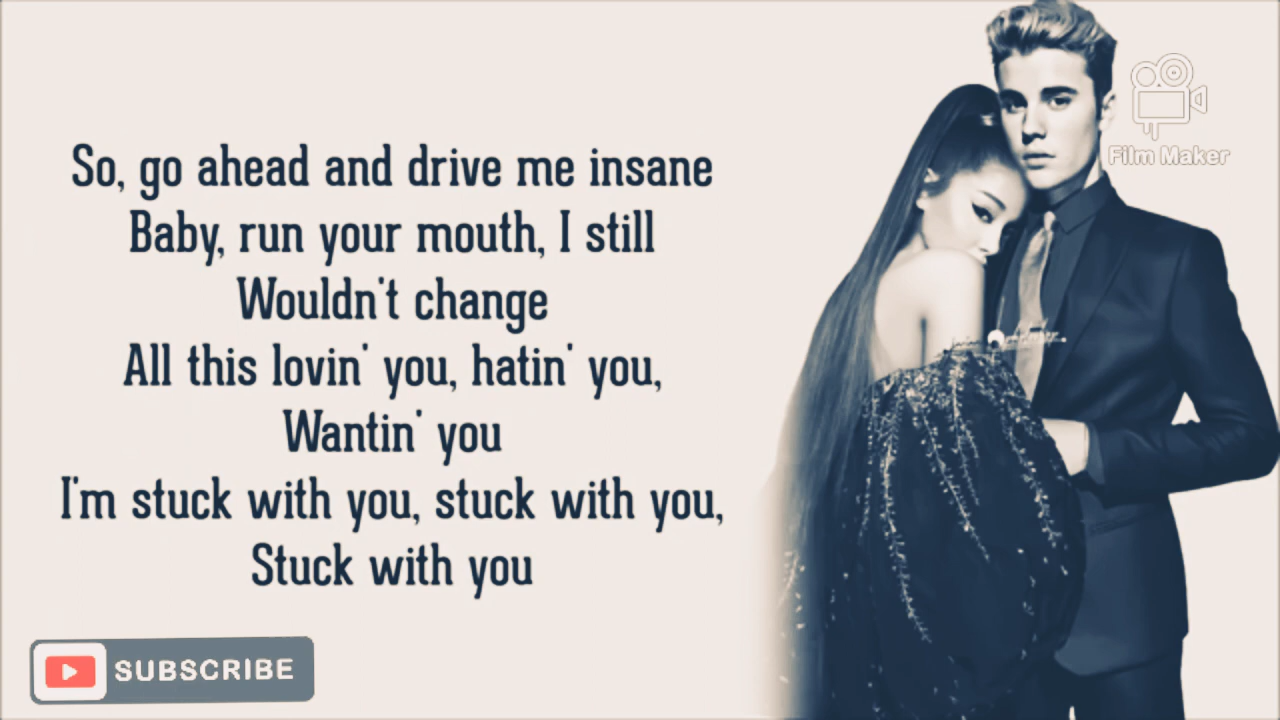 So, go ahead and drive me insane
Baby, run your mouth, I still
Wouldn't change
All this lovin' you, hatin' you,
Wantin' you
I'm stuck with you, stuck with you,
Stuck with you
Film Maker
SUBSCRIBE